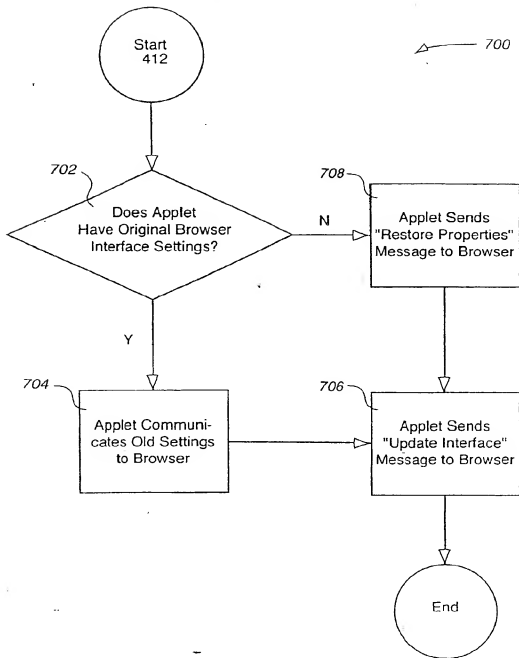 Start
412
700
702
Does Applet
Have Original Browser
Interface Settings?
N
708
Applet Sends
"Restore Properties"
Message to Browser
Y
704
Applet Communi-
cates Old Settings
to Browser
706
Applet Sends
"Update Interface"
Message to Browser
End